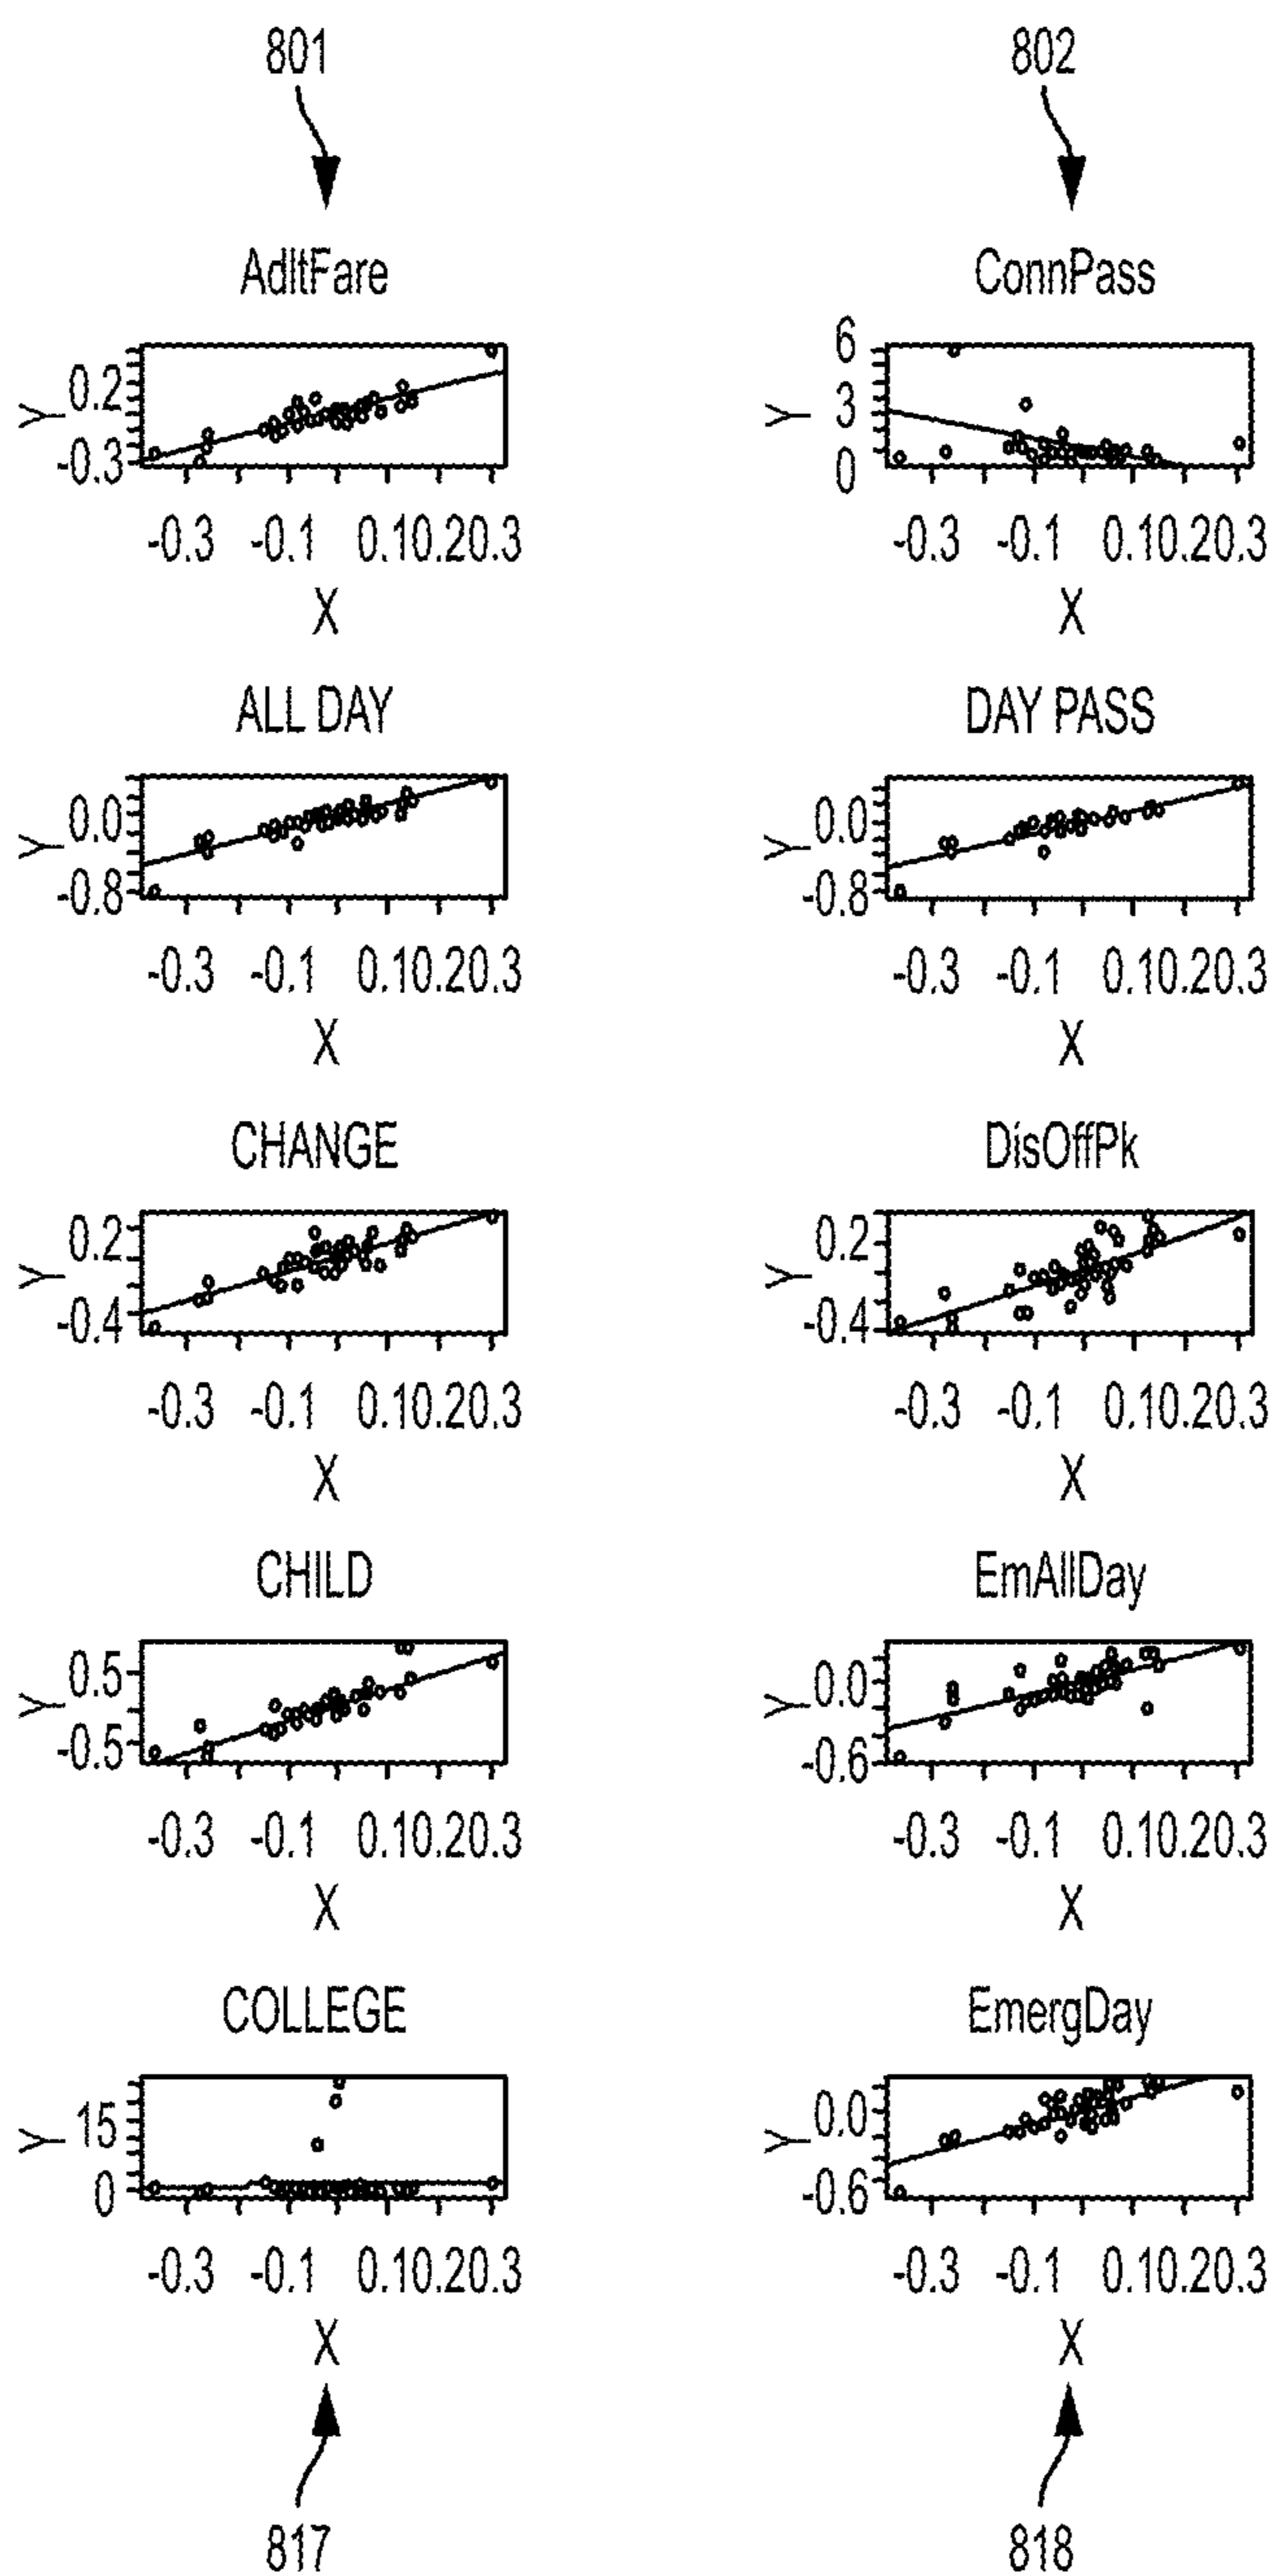 801 802
AdltFare ConnPass
6
0.2
Y Y 3
-0.3
0
-0.3 -0.1 0.10.20.3 -0.3 -0.1 0.10.20.3
X X
ALL DAY DAY PASS
0.0 0.0
Y Y
-0.8 -0.8
-0.3 -0.1 0.10.20.3 -0.3 -0.1 0.10.20.3
X X
CHANGE DisOffPk
0.2 0.2
Y Y
-0.4 -0.4
-0.3 -0.1 0.10.20.3 -0.3 -0.1 0.10.20.3
X X
CHILD EmAllDay
0.5 0.0
Y Y
-0.5 -0.6
-0.3 -0.1 0.10.20.3 -0.3 -0.1 0.10.20.3
X X
COLLEGE EmergDay
15 0.0
Y Y
0 -0.6
-0.3 -0.1 0.10.20.3 -0.3 -0.1 0.10.20.3
X X
817 818